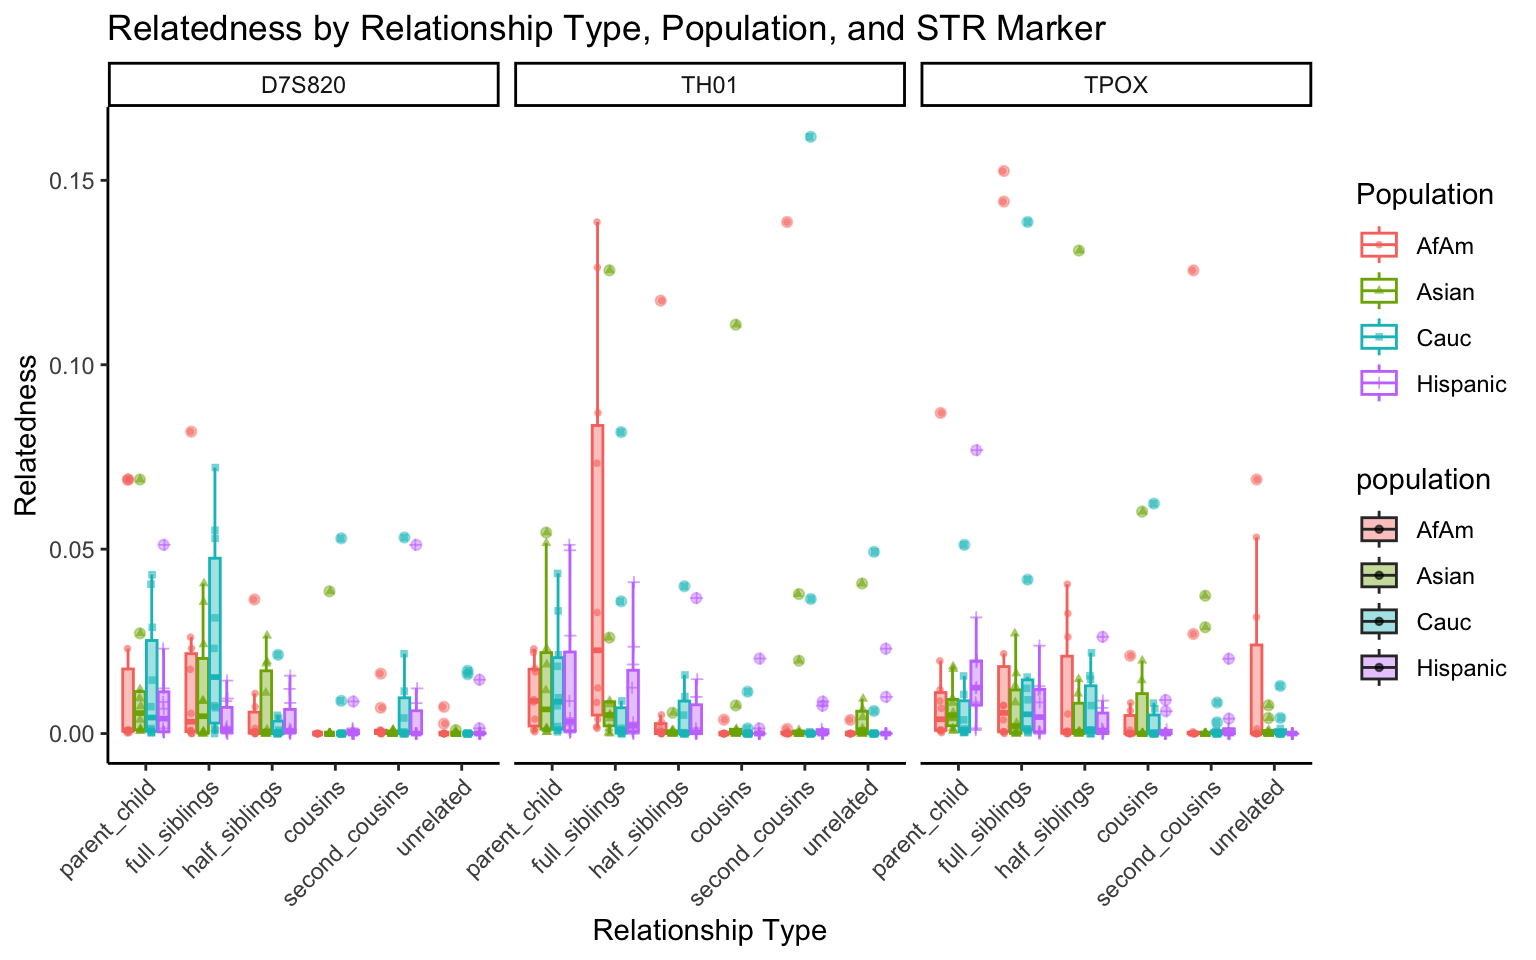 Relatedness by Relationship Type, Population, and STR Marker
D7S820
TH01
TPOX
Relatedness
0.15
0.10
0.05
0.00
parent_child
full_siblings
half_siblings
cousins
second_cousins
unrelated
parent_child
full_siblings
half_siblings
cousins
second_cousins
unrelated
parent_child
full_siblings
half_siblings
cousins
second_cousins
unrelated
Relationship Type
Population
AfAm
Asian
Cauc
Hispanic
population
AfAm
Asian
Cauc
Hispanic